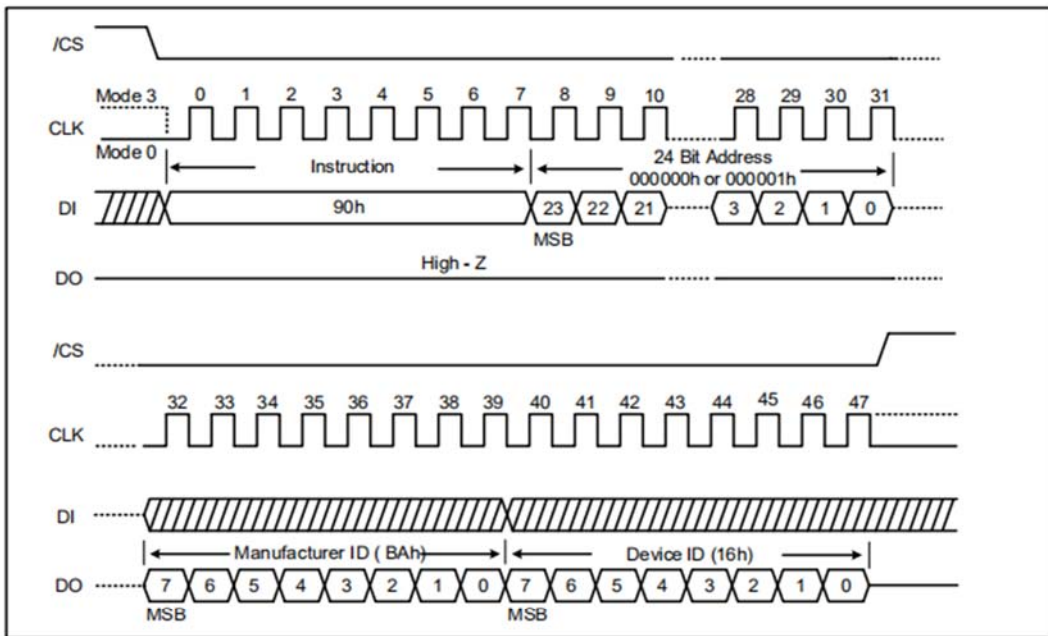 /CS
Mode 3
0 1 2 3 4 5 6 7 8 9 10 28 29 30 31
CLK
Mode 0
Instruction
24 Bit Address
000000h or 000001h
DI
90h
23 22 21 3 2 1 0
MSB
High - Z
DO
/CS
32 33 34 35 36 37 38 39 40 41 42 43 44 45 46 47
CLK
DI
Manufacturer ID ( BAh)
Device ID (16h)
DO
7 6 5 4 3 2 1 0 7 6 5 4 3 2 1 0
MSB
MSB